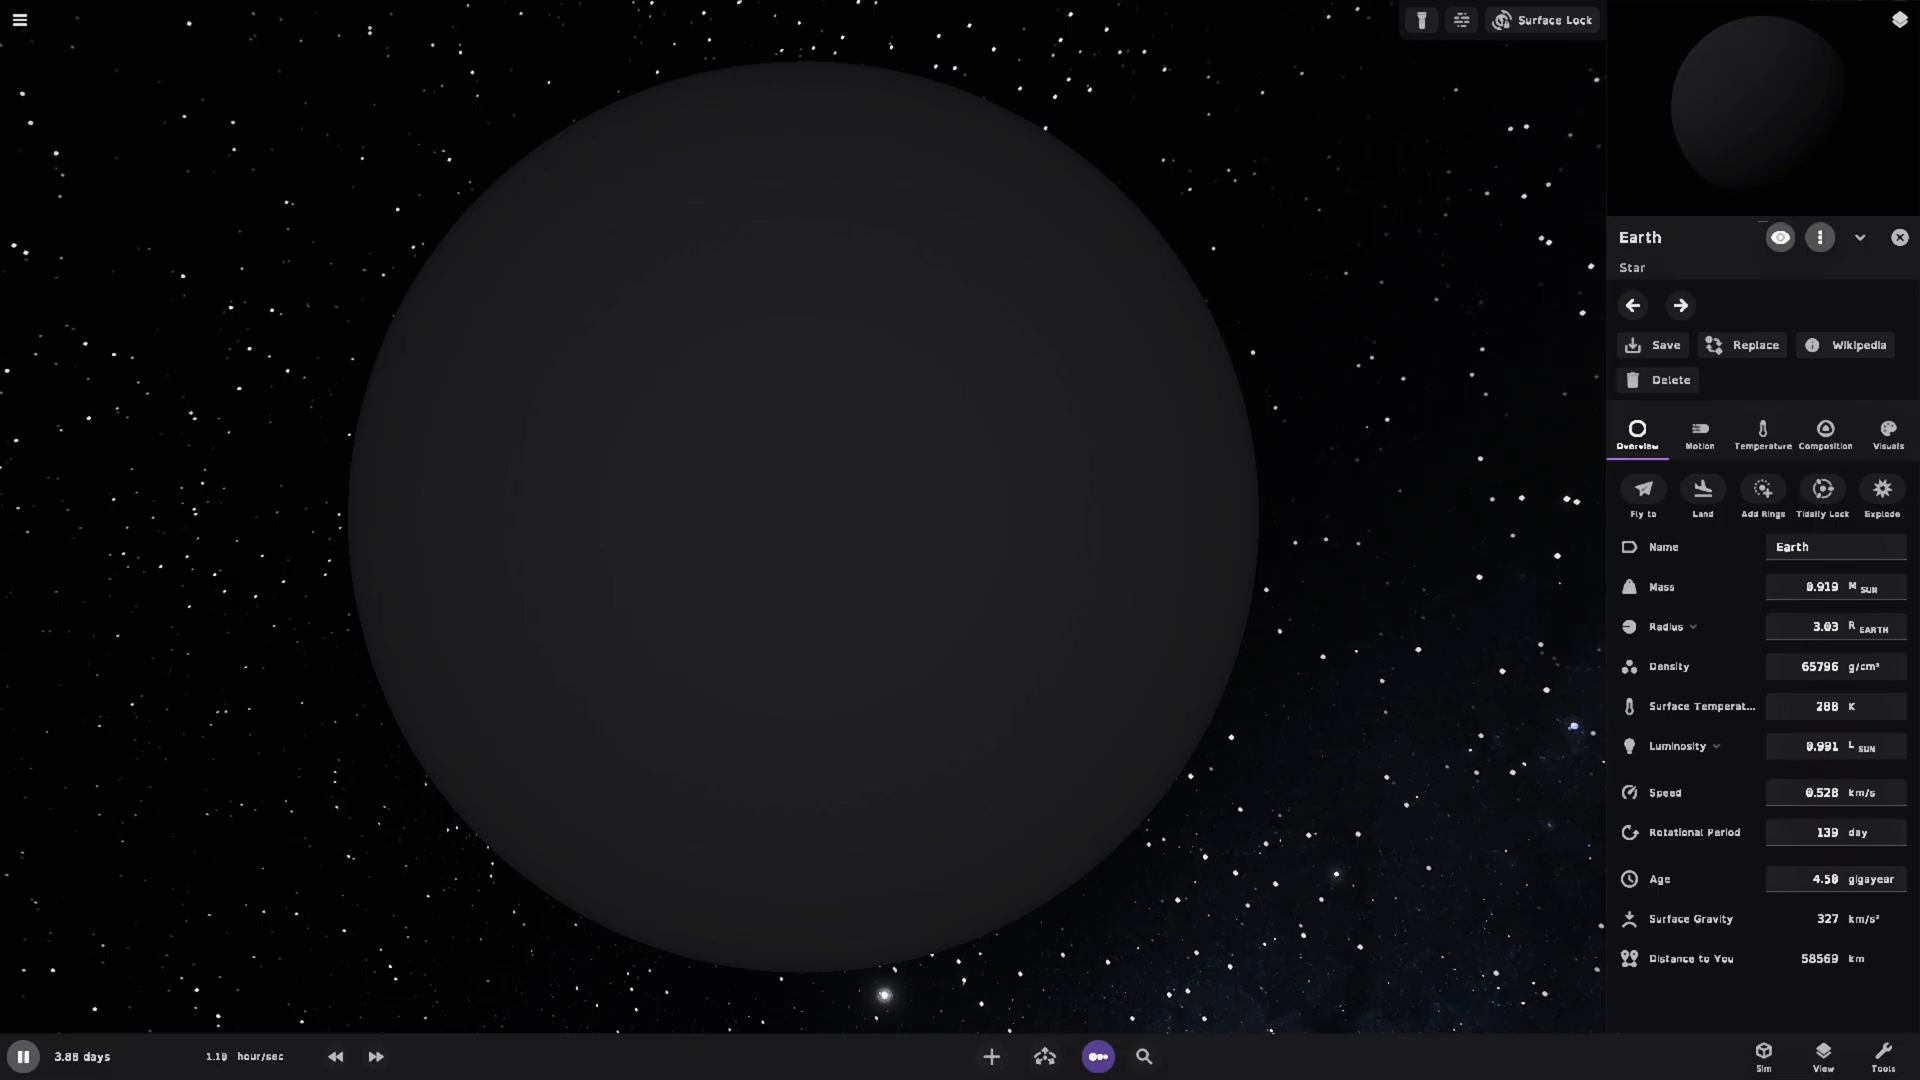 Surface Lock
Earth
Star
Save
Replace
Wikipedia
Delete
Overview
Motion
Temperature
Composition
Visuals
Fly to
Land
Add Rings
Tidally Lock
Explode
Name
Earth
Mass
0.919 M SUN
Radius
3.03 R EARTH
Density
65796 g/cm³
Surface Temperat...
288 K
Luminosity
0.991 L SUN
Speed
0.528 km/s
Rotational Period
139 day
Age
4.50 gigayear
Surface Gravity
327 km/s²
Distance to You
58569 km
3.88 days
1.10 hour/sec
Sim
View
Tools